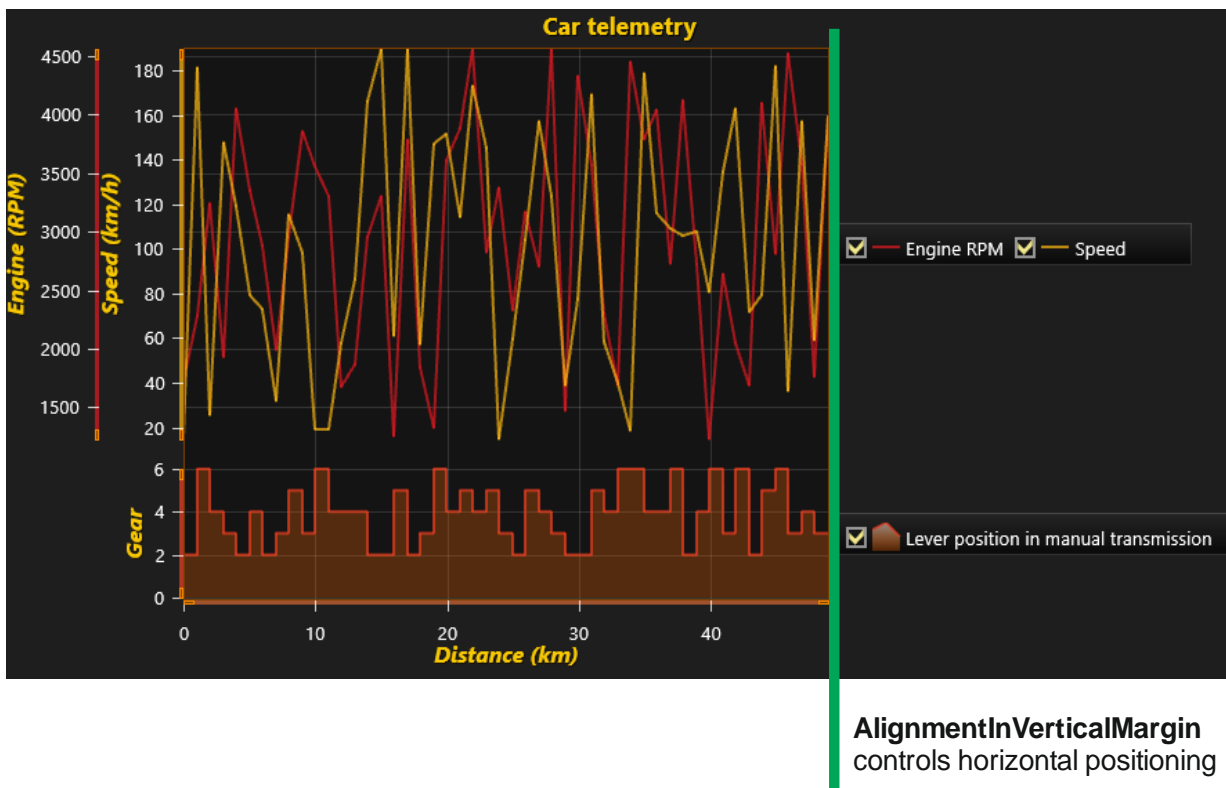 Car telemetry
Engine (RPM)
4500
4000
3500
3000
2500
2000
1500
Speed (km/h)
180
160
140
120
100
80
60
40
20
Engine RPM Speed
Gear
6
4
2
0
Lever position in manual transmission
0 10 20 30 40
Distance (km)
AlignmentInVerticalMargin
controls horizontal positioning